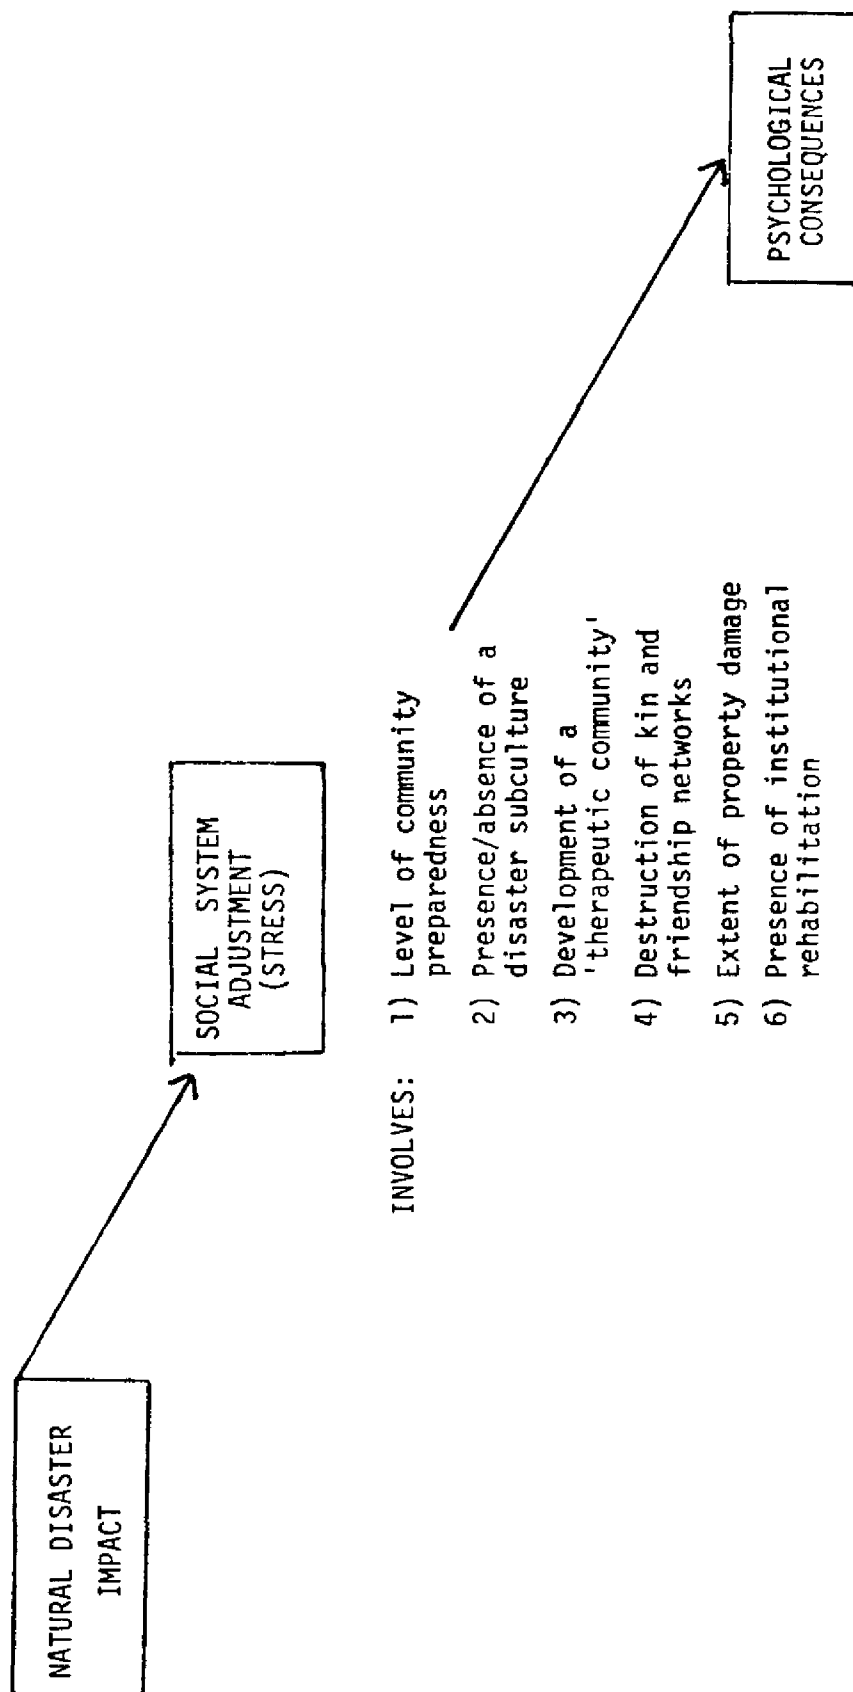 NATURAL DISASTER
IMPACT
SOCIAL SYSTEM
ADJUSTMENT
(STRESS)
INVOLVES:
1) Level of community
preparedness
2) Presence/absence of a
disaster subculture
3) Development of a
'therapeutic community'
4) Destruction of kin and
friendship networks
5) Extent of property damage
6) Presence of institutional
rehabilitation
PSYCHOLOGICAL
CONSEQUENCES